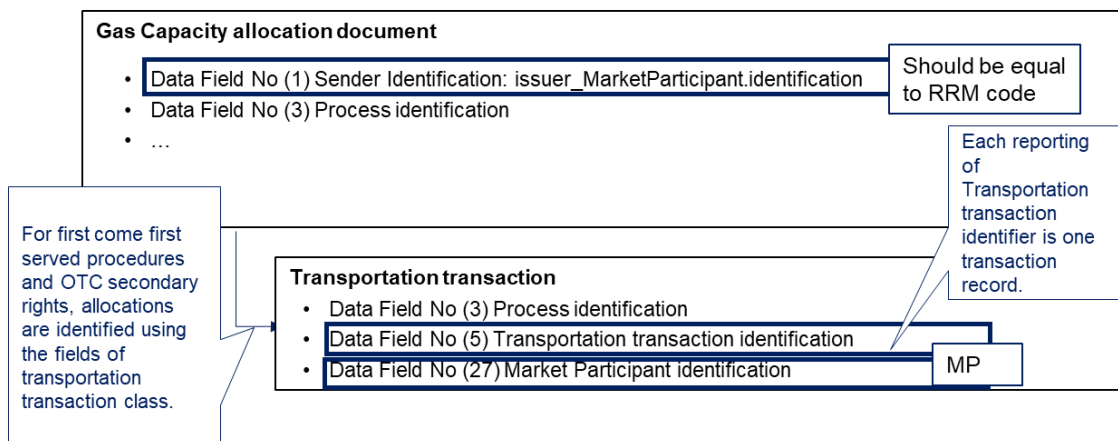 Gas Capacity allocation document
• Data Field No (1) Sender Identification: issuer_MarketParticipant.identification
Should be equal
to RRM code
• Data Field No (3) Process identification
• …
Each reporting
of
Transportation
transaction
identifier is one
transaction
record.
For first come first
served procedures
and OTC secondary
rights, allocations
are identified using
the fields of
transportation
transaction class.
Transportation transaction
• Data Field No (3) Process identification
• Data Field No (5) Transportation transaction identification
• Data Field No (27) Market Participant identification
MP